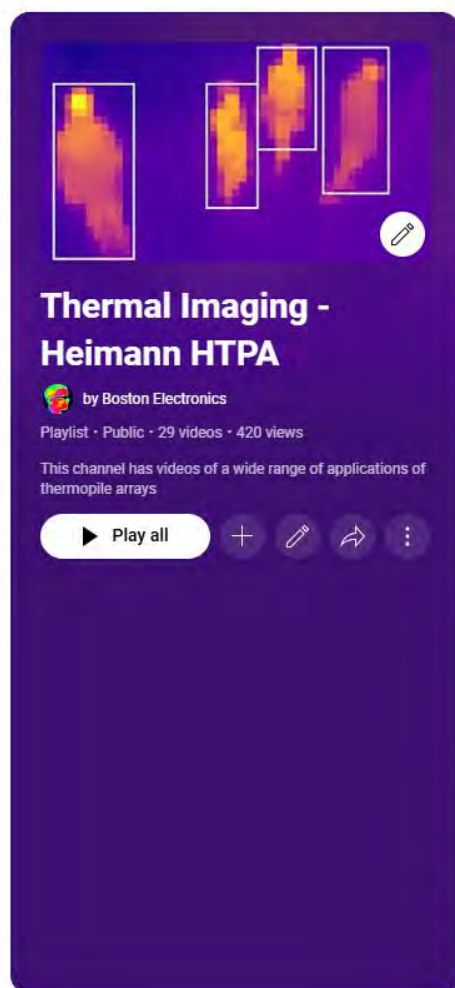 Thermal Imaging -
Heimann HTPA
by Boston Electronics
Playlist • Public • 29 videos • 420 views
This channel has videos of a wide range of applications of
thermopile arrays
Play all